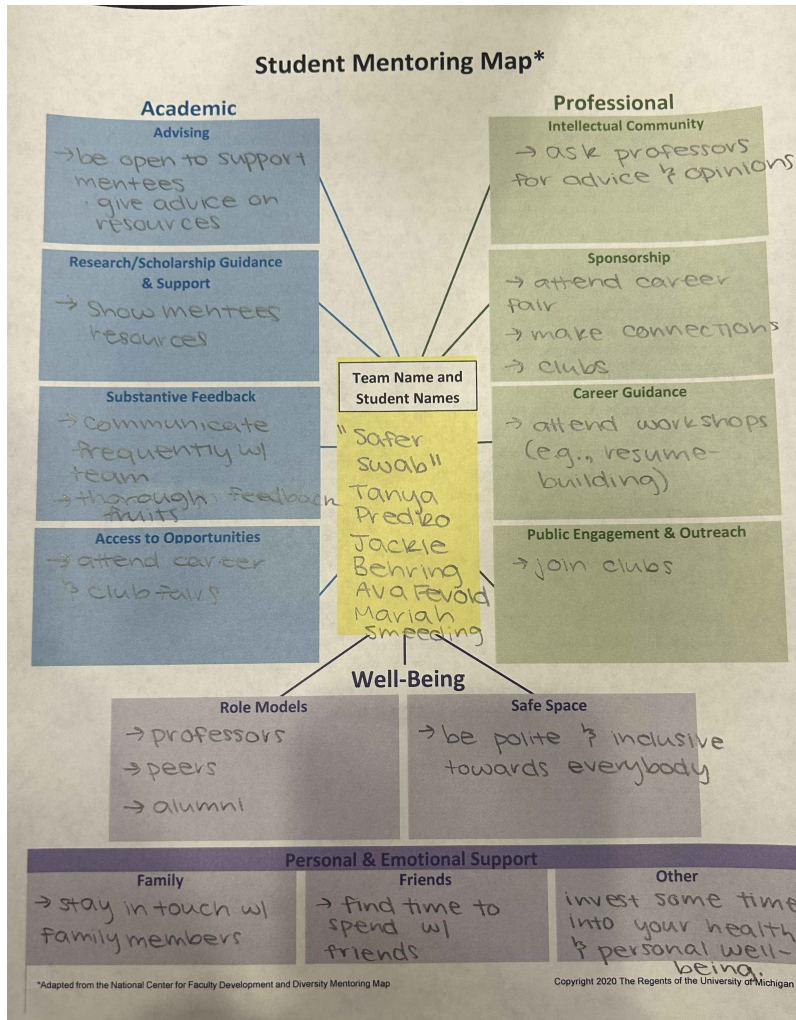 Student Mentoring Map*
Academic
Advising
→ be open to support
mentees
· give advice on
resources
Research/Scholarship Guidance
& Support
→ Show mentees
resources
Substantive Feedback
→ communicate
frequently w/
team
→ thorough feedback
fruits
Access to Opportunities
→ attend career
& club fairs
Professional
Intellectual Community
→ ask professors
for advice & opinions
Sponsorship
→ attend career
fair
→ make connections
→ clubs
Career Guidance
→ attend workshops
(e.g., resume-
building)
Public Engagement & Outreach
→ join clubs
Team Name and
Student Names
"Safer
swab"
Tanya
Predko
Jackie
Behring
Ava Fevold
Mariah
smeeding
Well-Being
Role Models
→ professors
→ peers
→ alumni
Safe Space
→ be polite & inclusive
towards everybody
Personal & Emotional Support
Family
→ stay in touch w/
family members
Friends
→ find time to
spend w/
friends
Other
invest some time
into your health
& personal well-
being.
*Adapted from the National Center for Faculty Development and Diversity Mentoring Map
Copyright 2020 The Regents of the University of Michigan